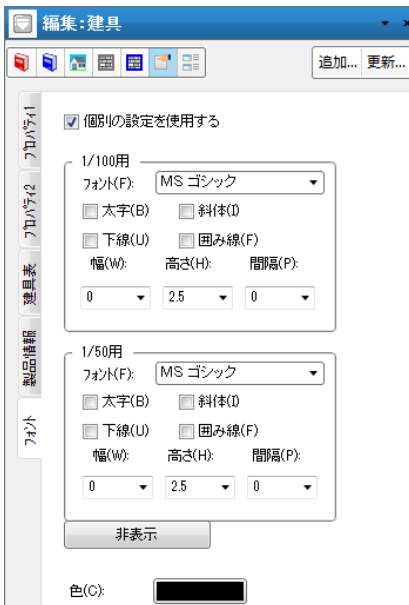 編集:建具
追加... 更新...
プロパティ1
プロパティ2
建具表
製品情報
フォント
個別の設定を使用する
1/100用
フォント(F): MS ゴシック
太字(B) 斜体(I)
下線(U) 囲み線(F)
幅(W): 高さ(H): 間隔(P):
0 2.5 0
1/50用
フォント(F): MS ゴシック
太字(B) 斜体(I)
下線(U) 囲み線(F)
幅(W): 高さ(H): 間隔(P):
0 2.5 0
非表示
色(C):